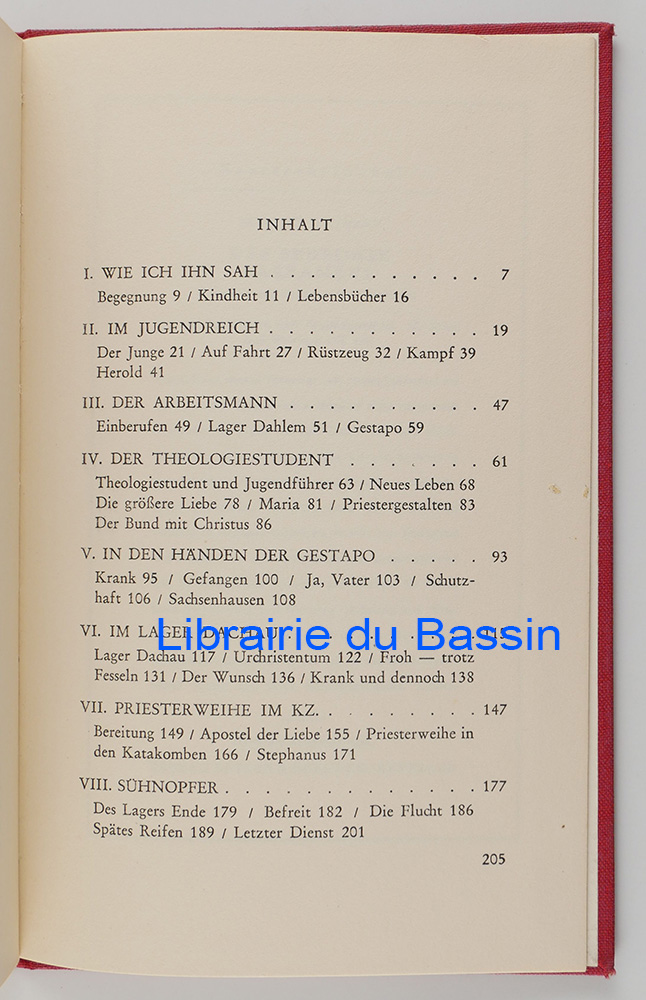 INHALT
I. WIE ICH IHN SAH . . . . . . . . . . . 7
Begegnung 9 / Kindheit 11 / Lebensbücher 16
II. IM JUGENDREICH . . . . . . . . . . . 19
Der Junge 21 / Auf Fahrt 27 / Rüstzeug 32 / Kampf 39
Herold 41
III. DER ARBEITSMANN . . . . . . . . . . 47
Einberufen 49 / Lager Dahlem 51 / Gestapo 59
IV. DER THEOLOGIESTUDENT . . . . . . . 61
Theologiestudent und Jugendführer 63 / Neues Leben 68
Die größere Liebe 78 / Maria 81 / Priestergestalten 83
Der Bund mit Christus 86
V. IN DEN HÄNDEN DER GESTAPO . . . . . 93
Krank 95 / Gefangen 100 / Ja, Vater 103 / Schutz-
haft 106 / Sachsenhausen 108
VI. IM LAGER DACHAU . . . . . . . 115
Librairie du Bassin
Lager Dachau 117 / Urchristentum 122 / Froh — trotz
Fesseln 131 / Der Wunsch 136 / Krank und dennoch 138
VII. PRIESTERWEIHE IM KZ. . . . . . . . . 147
Bereitung 149 / Apostel der Liebe 155 / Priesterweihe in
den Katakomben 166 / Stephanus 171
VIII. SÜHNOPFER . . . . . . . . . . . . . 177
Des Lagers Ende 179 / Befreit 182 / Die Flucht 186
Spätes Reifen 189 / Letzter Dienst 201
205